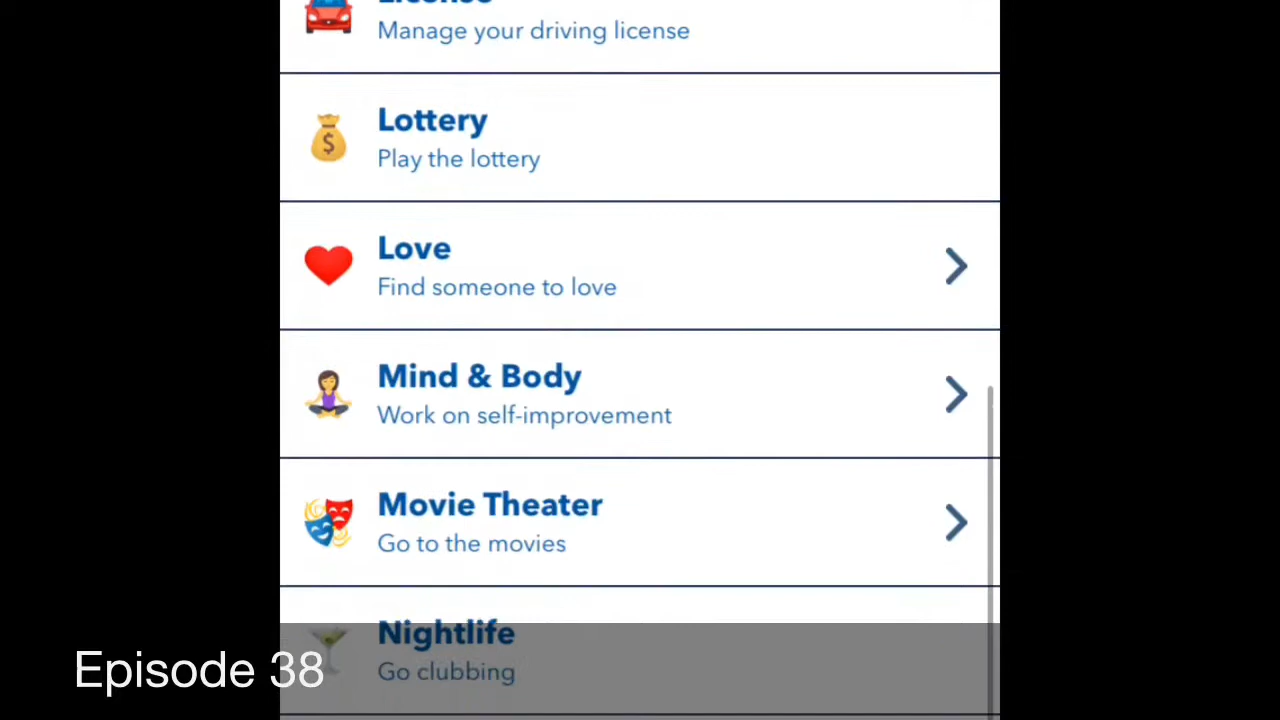 License
Manage your driving license
Lottery
Play the lottery
Love
Find someone to love
Mind & Body
Work on self-improvement
Movie Theater
Go to the movies
Nightlife
Go clubbing
Episode 38